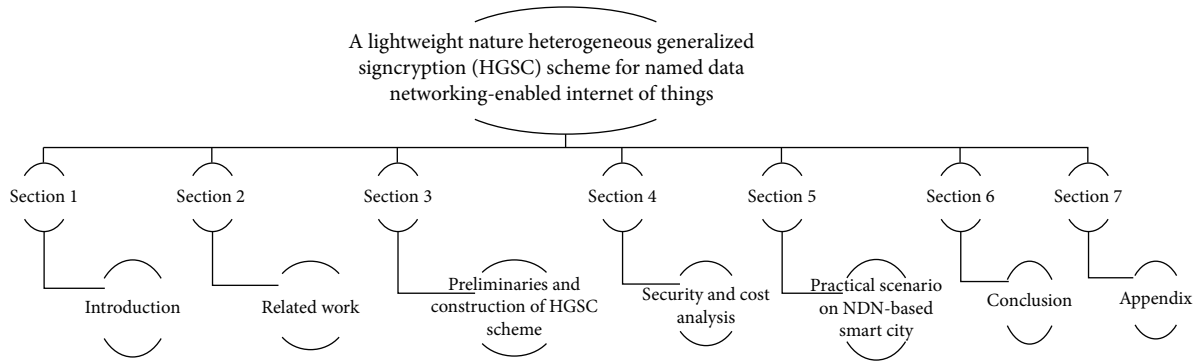 A lightweight nature heterogeneous generalized
signcryption (HGSC) scheme for named data
networking-enabled internet of things
Section 1
Section 2
Section 3
Section 4
Section 5
Section 6
Section 7
Introduction
Related work
Preliminaries and
construction of HGSC
scheme
Security and cost
analysis
Practical scenario
on NDN-based
smart city
Conclusion
Appendix